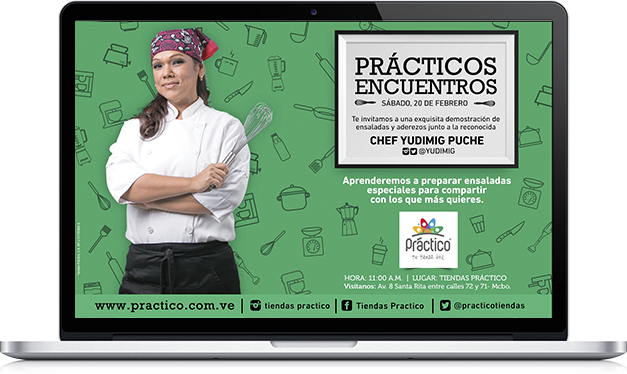 PRÁCTICOS
ENCUENTROS
SÁBADO, 20 DE FEBRERO
Te invitamos a una exquisita demostración de
ensaladas y aderezos junto a la reconocida
CHEF YUDIMIG PUCHE
@YUDIMIG
Aprenderemos a preparar ensaladas
especiales para compartir
con los que más quieres.
Práctico
HORA: 11:00 A.M. | LUGAR: TIENDAS PRÁCTICO
Visítanos: Av. 8 Santa Rita entre calles 72 y 71- Mcbo.
www.practico.com.ve | tiendas practico | Tiendas Practico | @practicotiendas